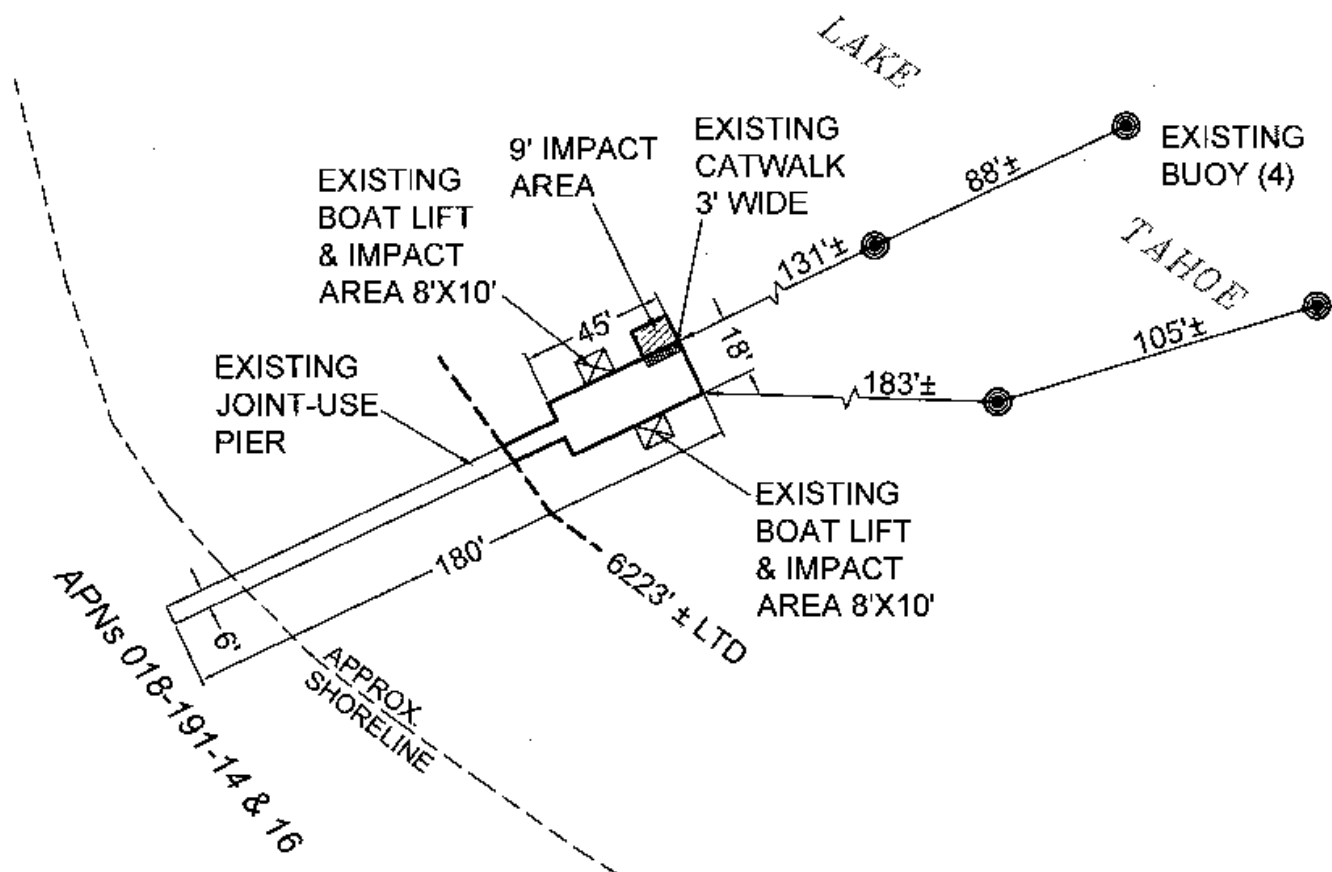 LAKE
TAHOE
EXISTING
BUOY (4)
88'±
131'±
105'±
183'±
18'
EXISTING
CATWALK
3' WIDE
9' IMPACT
AREA
EXISTING
BOAT LIFT
& IMPACT
AREA 8'X10'
45'
EXISTING
JOINT-USE
PIER
EXISTING
BOAT LIFT
& IMPACT
AREA 8'X10'
180'
6223' ± LTD
6'
APPROX.
SHORELINE
APNs 018-191-14 & 16